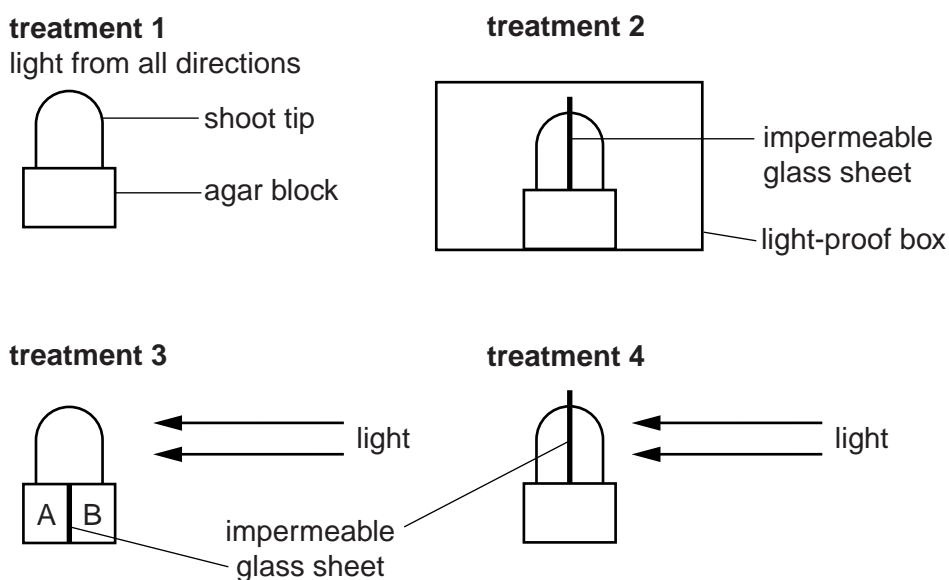 treatment 1
light from all directions
shoot tip
agar block
treatment 2
impermeable
glass sheet
light-proof box
treatment 3
light
A B
impermeable
glass sheet
treatment 4
light